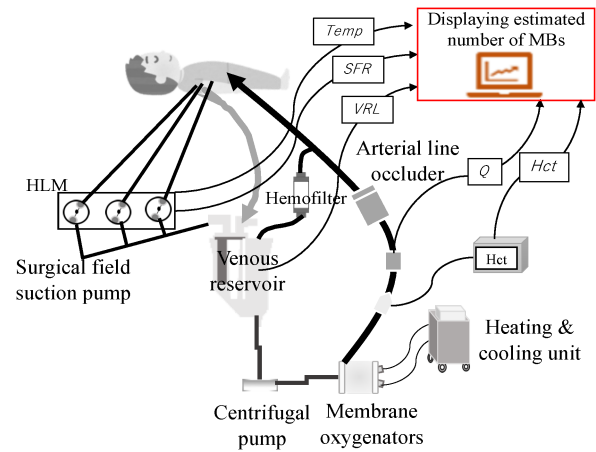 Displaying estimated
number of MBs
Temp
SFR
VRL
Arterial line
occluder
Q
Hct
HLM
Hemofilter
Surgical field
suction pump
Venous
reservoir
Hct
Heating &
cooling unit
Centrifugal
pump
Membrane
oxygenators